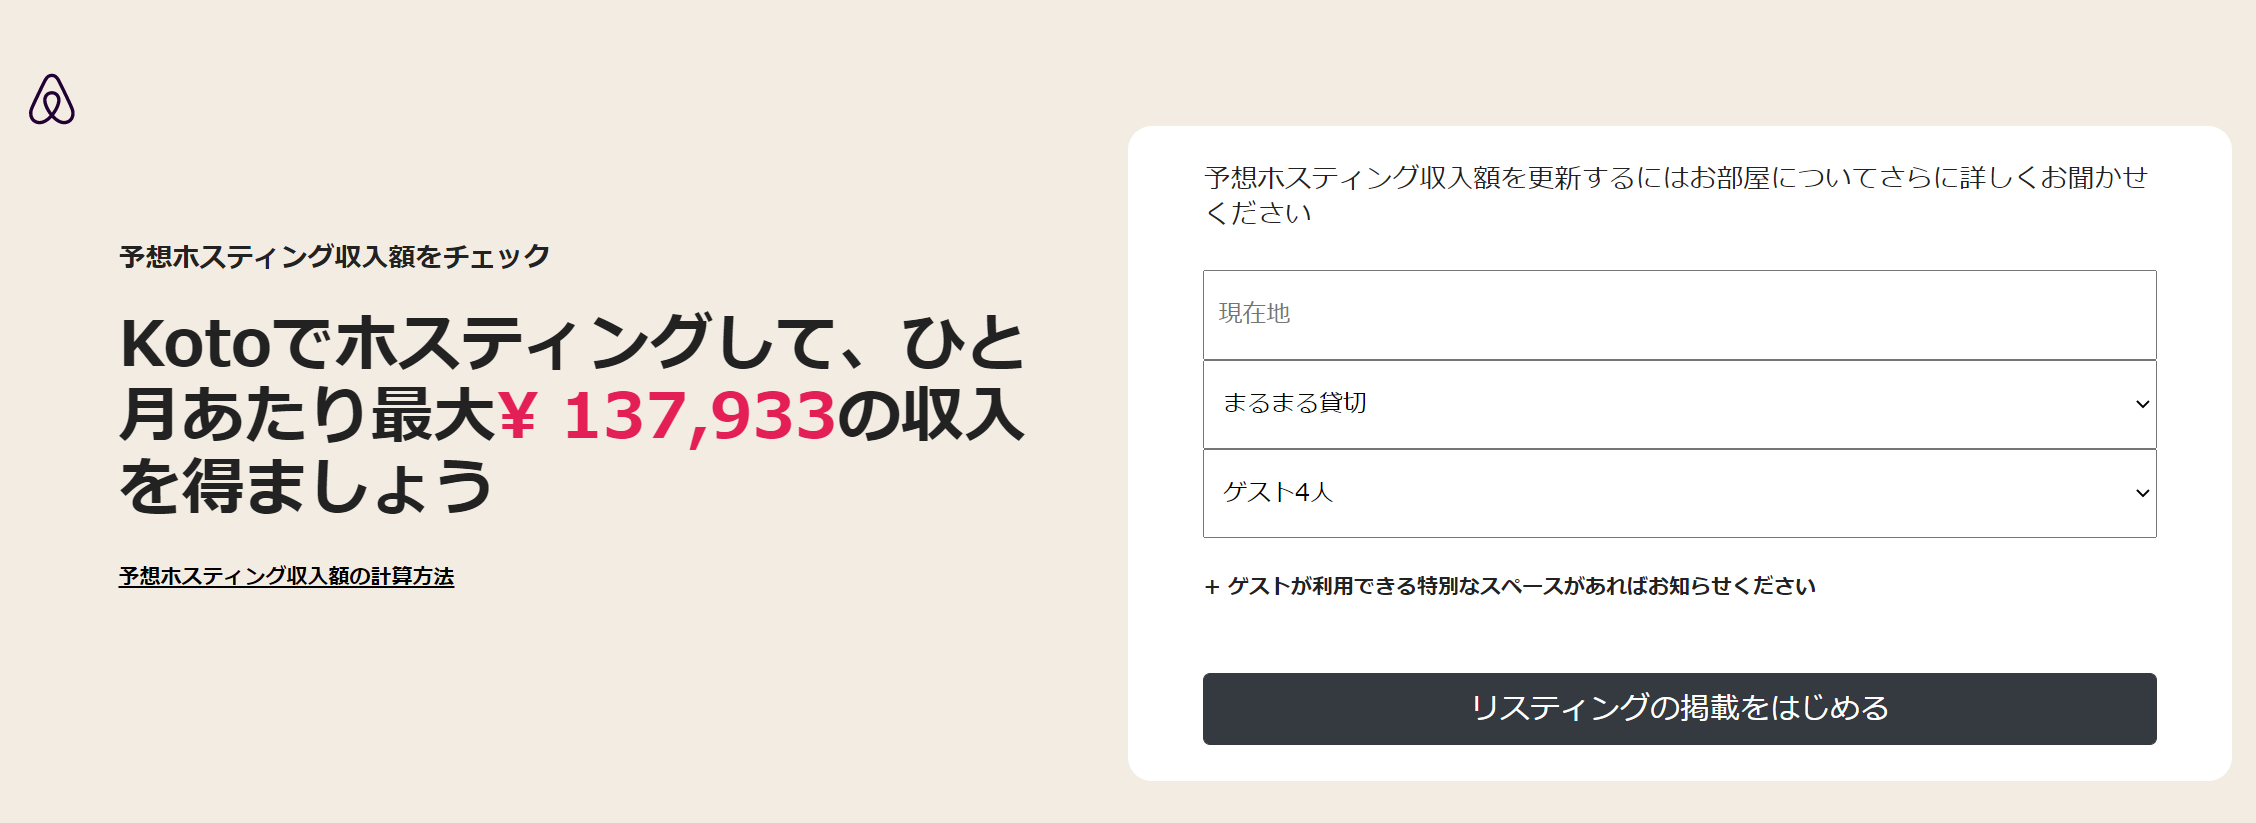 予想ホスティング収入額をチェック
Kotoでホスティングして、ひと
月あたり最大¥ 137,933の収入
を得ましょう
予想ホスティング収入額の計算方法
予想ホスティング収入額を更新するにはお部屋についてさらに詳しくお聞かせ
ください
現在地
まるまる貸切
ゲスト4人
+ ゲストが利用できる特別なスペースがあればお知らせください
リスティングの掲載をはじめる